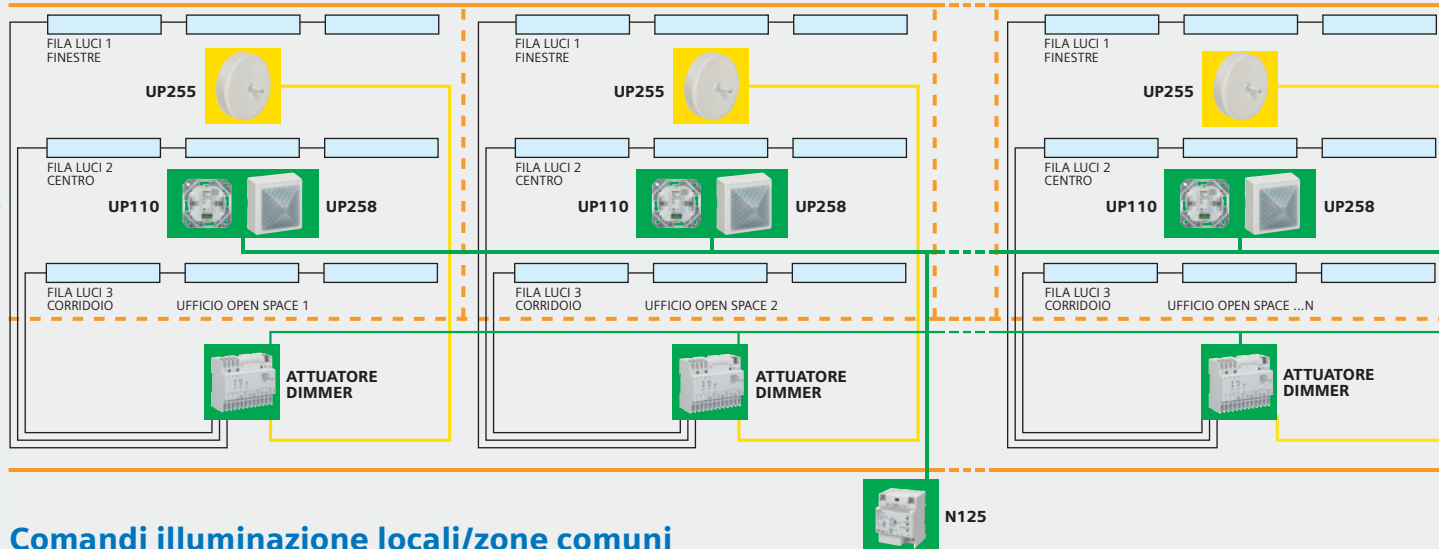 FILA LUCI 1
FINESTRE
UP255
FILA LUCI 2
CENTRO
UP110
UP258
FILA LUCI 3
CORRIDOIO
UFFICIO OPEN SPACE 1
ATTUATORE
DIMMER
FILA LUCI 1
FINESTRE
UP255
FILA LUCI 2
CENTRO
UP110
UP258
FILA LUCI 3
CORRIDOIO
UFFICIO OPEN SPACE 2
ATTUATORE
DIMMER
FILA LUCI 1
FINESTRE
UP255
FILA LUCI 2
CENTRO
UP110
UP258
FILA LUCI 3
CORRIDOIO
UFFICIO OPEN SPACE ...N
ATTUATORE
DIMMER
N125
Comandi illuminazione locali/zone comuni